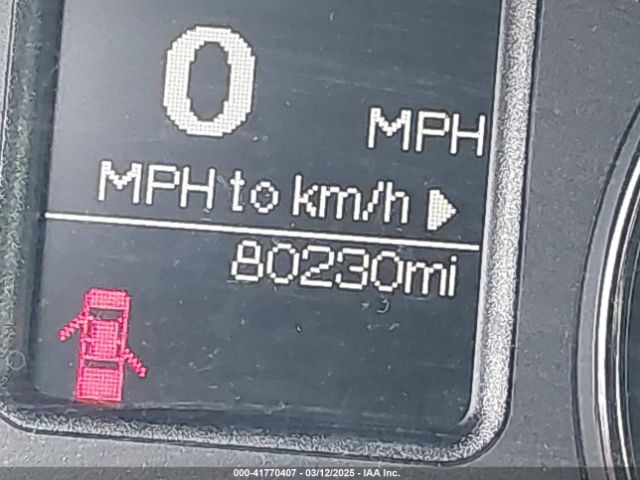 0 MPH
MPH to km/h
80230mi
000-41770407 - 03/12/2025 - IAA Inc.